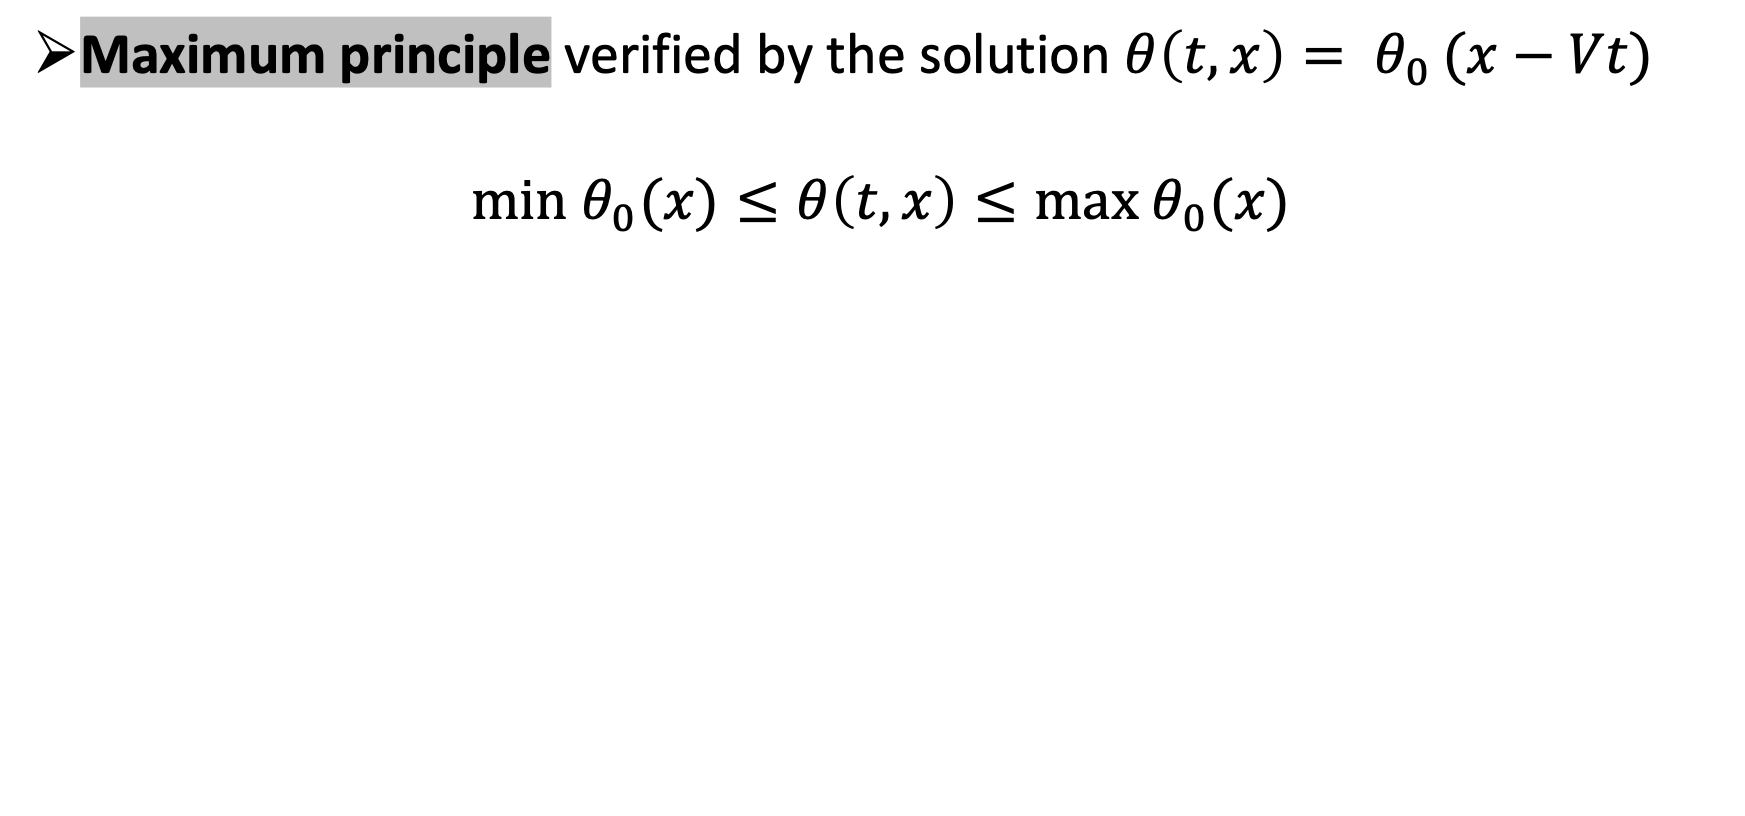 ➢Maximum principle verified by the solution θ(t, x) = θ₀ (x − Vt)
min θ₀(x) ≤ θ(t, x) ≤ max θ₀(x)